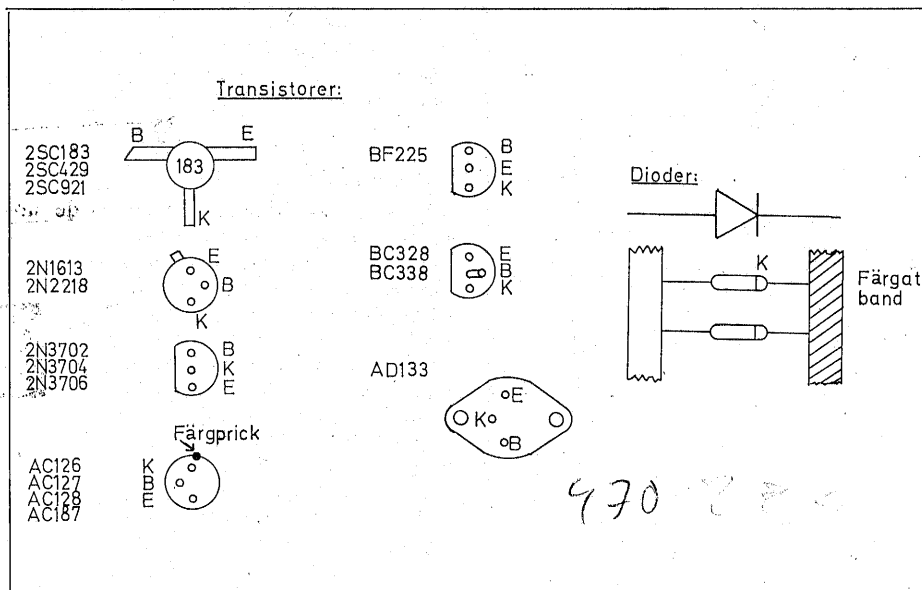 Transistorer:
B E
2SC183
2SC429
2SC921
183
K
2N1613
2N2218
E
B
K
2N3702
2N3704
2N3706
B
K
E
Färgprick
AC126
AC127
AC128
AC187
K
B
E
BF225
B
E
K
BC328
BC338
E
B
K
AD133
E
K
B
Dioder:
K
Färgat
band
470